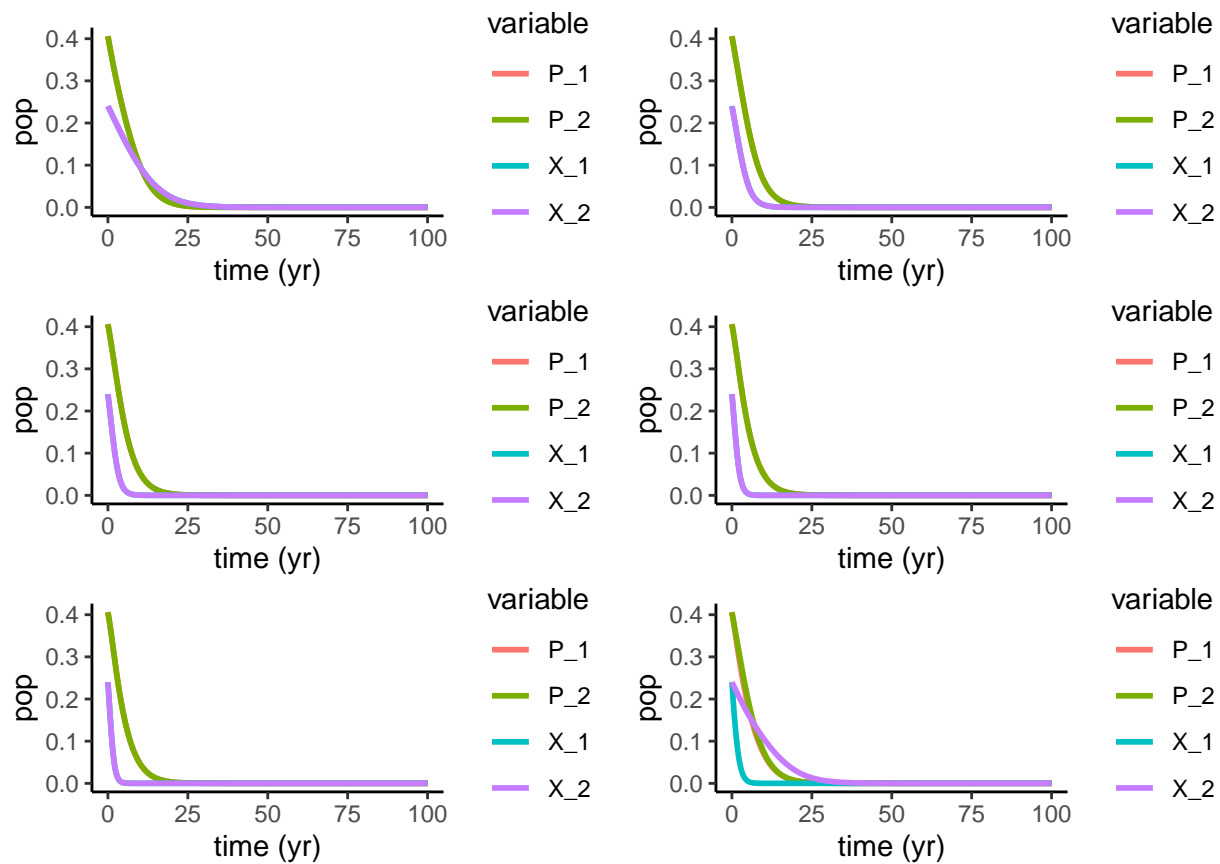 variable
0.4
0.3
0.2
0.1
0.0
pop
0 25 50 75 100
time (yr)
P_1
P_2
X_1
X_2
variable
0.4
0.3
0.2
0.1
0.0
pop
0 25 50 75 100
time (yr)
P_1
P_2
X_1
X_2
variable
0.4
0.3
0.2
0.1
0.0
pop
0 25 50 75 100
time (yr)
P_1
P_2
X_1
X_2
variable
0.4
0.3
0.2
0.1
0.0
pop
0 25 50 75 100
time (yr)
P_1
P_2
X_1
X_2
variable
0.4
0.3
0.2
0.1
0.0
pop
0 25 50 75 100
time (yr)
P_1
P_2
X_1
X_2
variable
0.4
0.3
0.2
0.1
0.0
pop
0 25 50 75 100
time (yr)
P_1
P_2
X_1
X_2